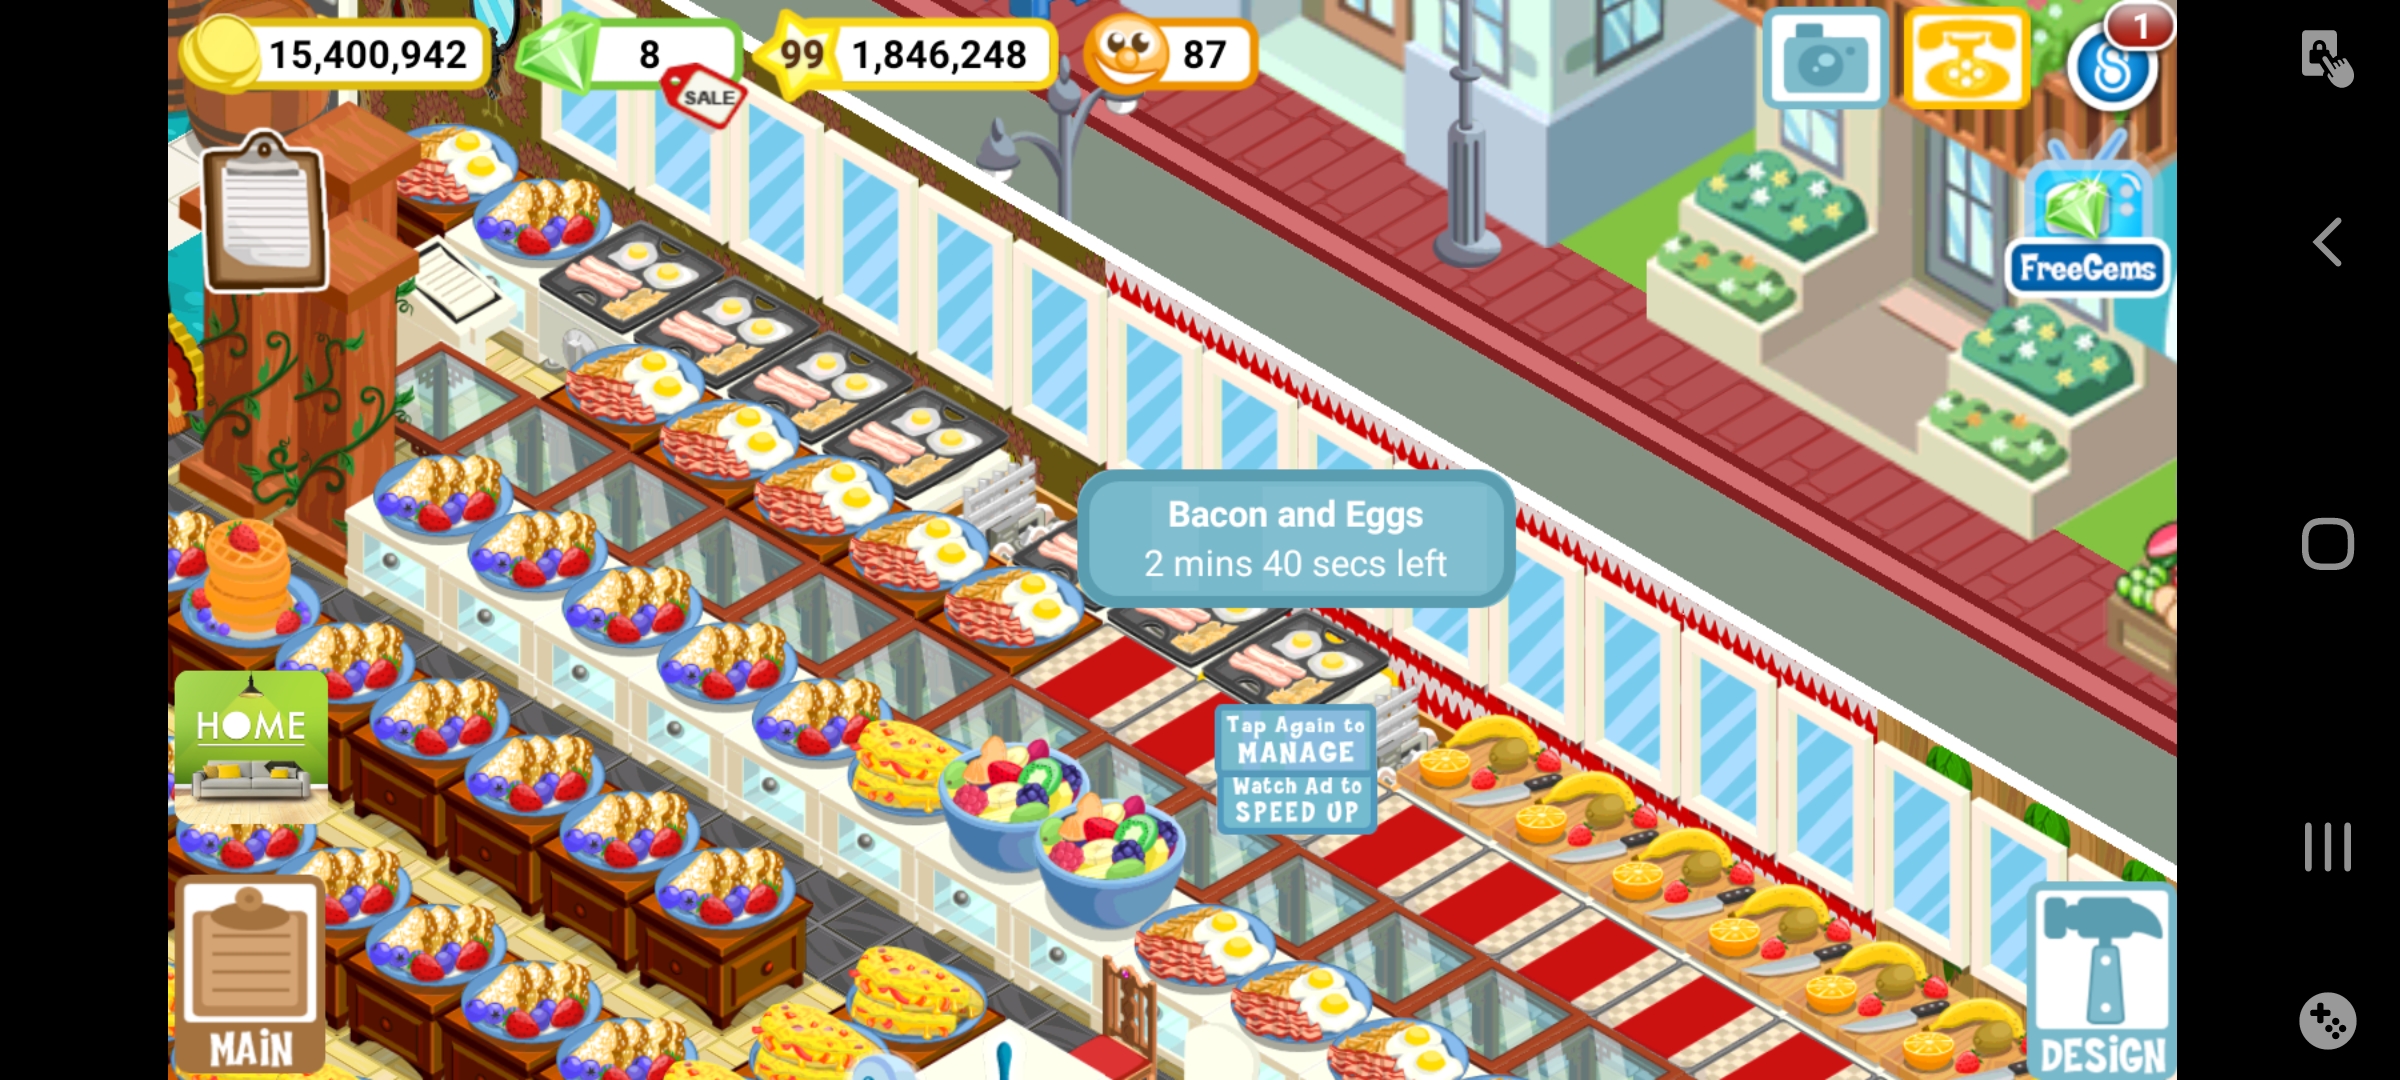 15,400,942
8
SALE
99
1,846,248
87
1
FreeGems
Bacon and Eggs
2 mins 40 secs left
HOME
Tap Again to
MANAGE
Watch Ad to
SPEED UP
MAiN
DESiGN